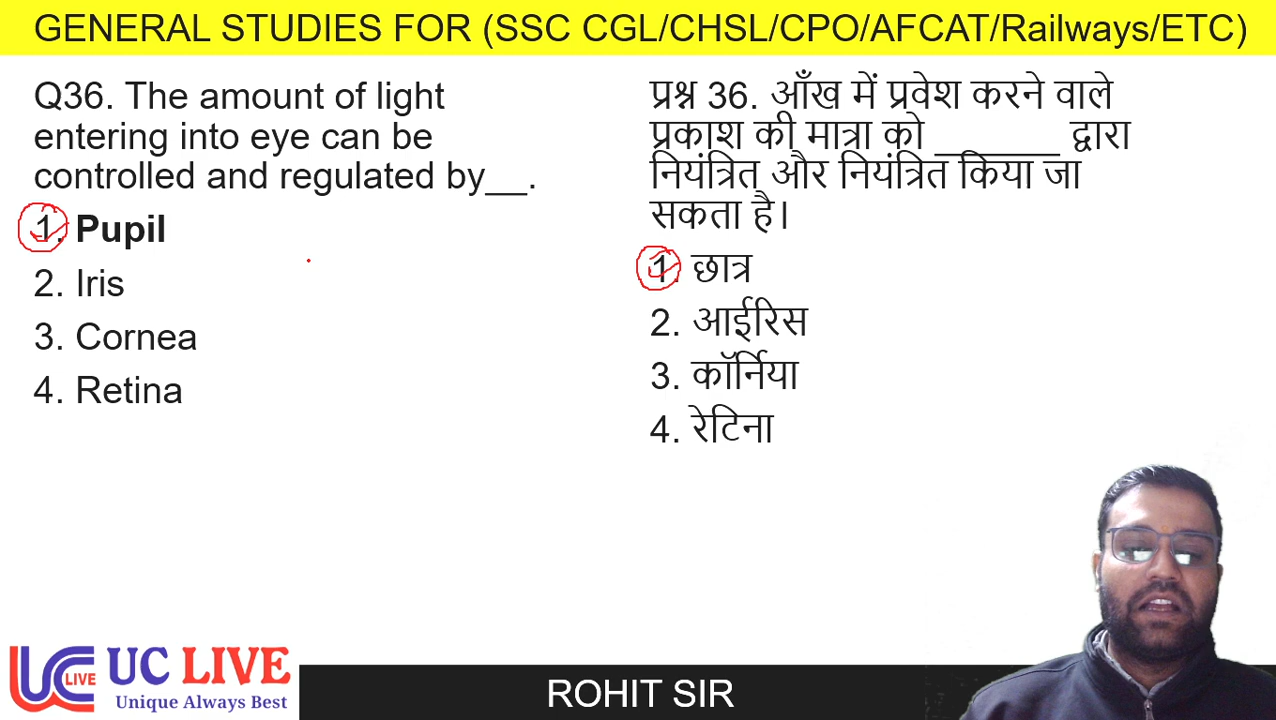 GENERAL STUDIES FOR (SSC CGL/CHSL/CPO/AFCAT/Railways/ETC)
Q36. The amount of light
entering into eye can be
controlled and regulated by__.
1. Pupil
2. Iris
3. Cornea
4. Retina
प्रश्न 36. आँख में प्रवेश करने वाले
प्रकाश की मात्रा को ______ द्वारा
नियंत्रित और नियंत्रित किया जा
सकता है।
1. छात्र
2. आईरिस
3. कॉर्निया
4. रेटिना
UC LIVE
LIVE
Unique Always Best
ROHIT SIR